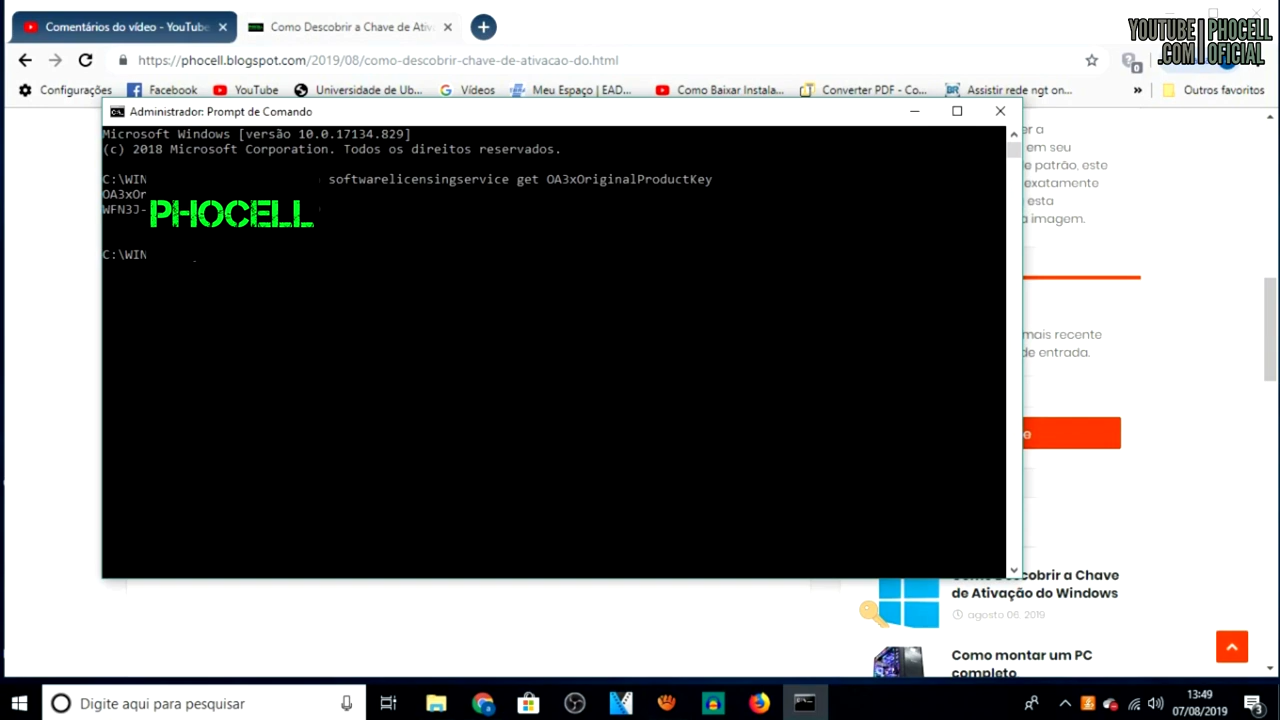 Comentários do vídeo - YouTube
Como Descobrir a Chave de Ativ
YOUTUBE | PHOCELL
.COM | OFICIAL
https://phocell.blogspot.com/2019/08/como-descobrir-chave-de-ativacao-do.html
Configurações
Facebook
YouTube
Universidade de Ub...
Vídeos
Meu Espaço | EAD...
Como Baixar Instala...
Converter PDF - Co...
Assistir rede ngt on...
»
Outros favoritos
Administrador: Prompt de Comando
Microsoft Windows [versão 10.0.17134.829]
(c) 2018 Microsoft Corporation. Todos os direitos reservados.
C:\WIN softwarelicensingservice get OA3xOriginalProductKey
OA3xOr
WFN3J-
PHOCELL
C:\WIN
er a
em seu
de patrão, este
exatamente
esta
a imagem.
mais recente
de entrada.
e
Como Descobrir a Chave
de Ativação do Windows
agosto 06, 2019
Como montar um PC
completo
Digite aqui para pesquisar
13:49
07/08/2019
3